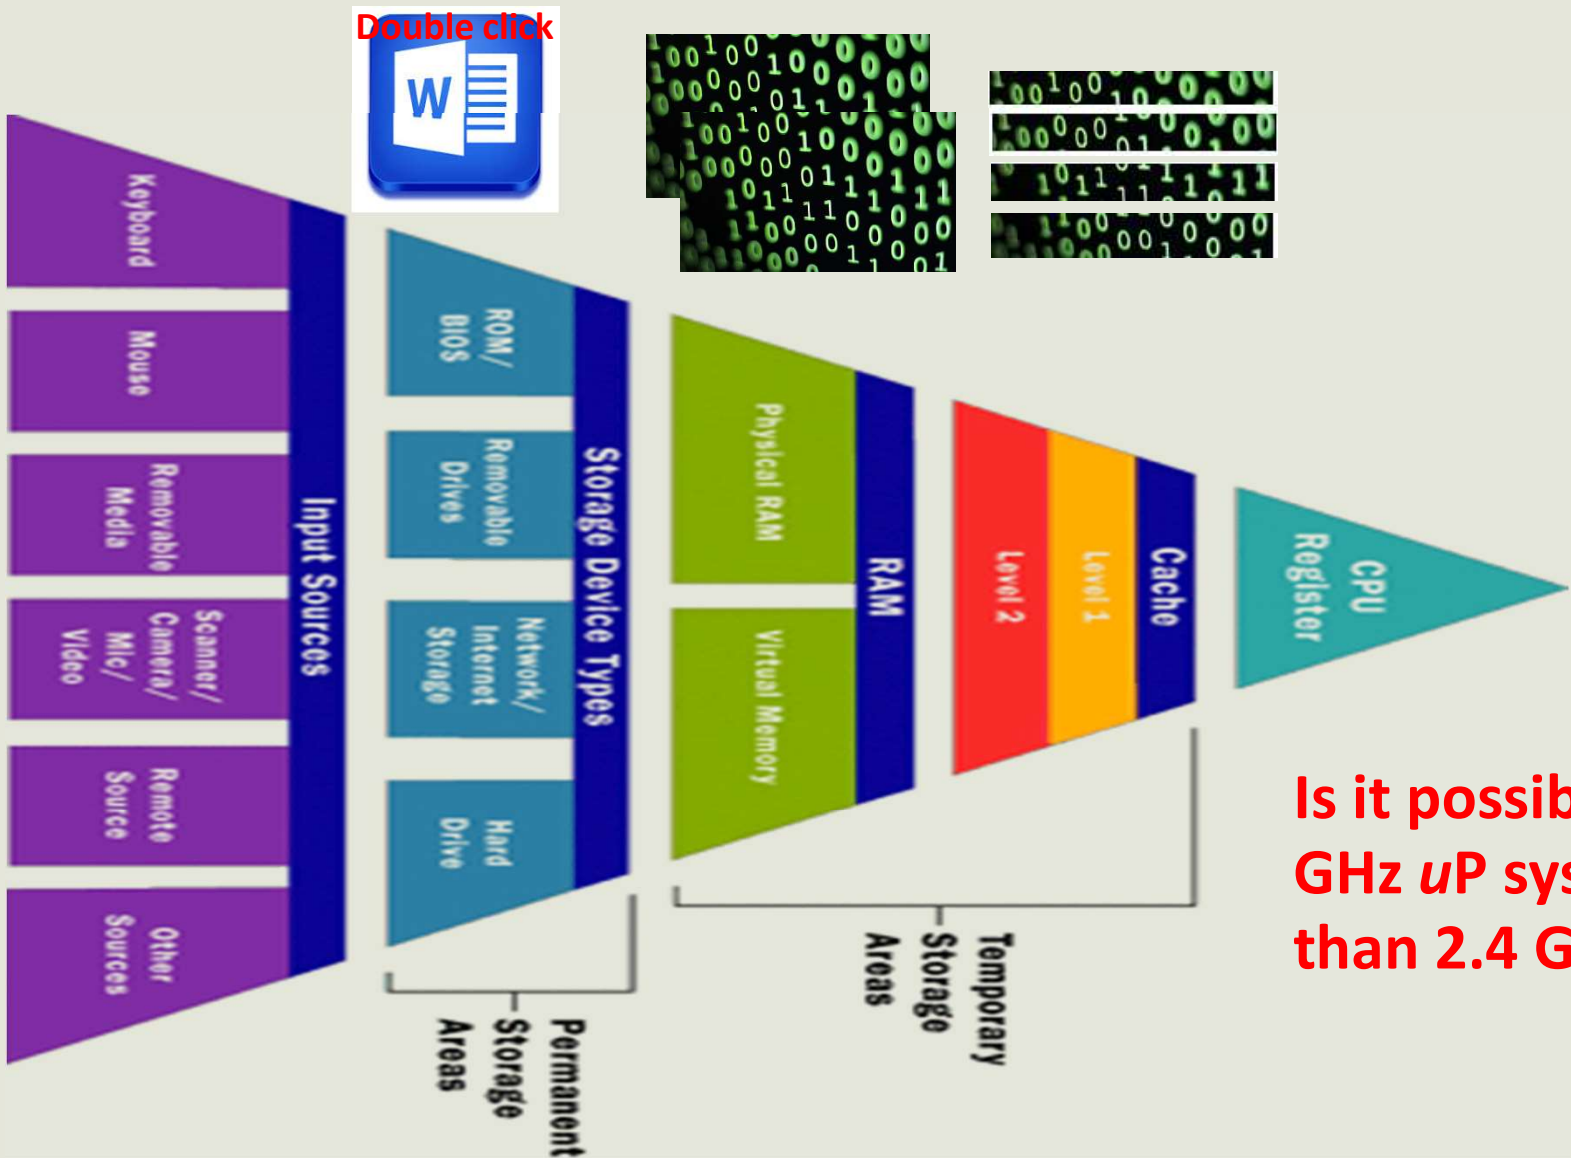 Double click
W
Keyboard
Mouse
Removable
Media
Scanner/
Camera/
Mic/
Video
Remote
Source
Other
Sources
Input Sources
ROM/
BIOS
Removable
Drives
Network/
Internet
Storage
Hard
Drive
Storage Device Types
Physical RAM
Virtual Memory
RAM
Level 2
Level 1
Cache
CPU
Register
Temporary
Storage
Areas
Permanent
Storage
Areas
Is it possib
GHz uP sys
than 2.4 G